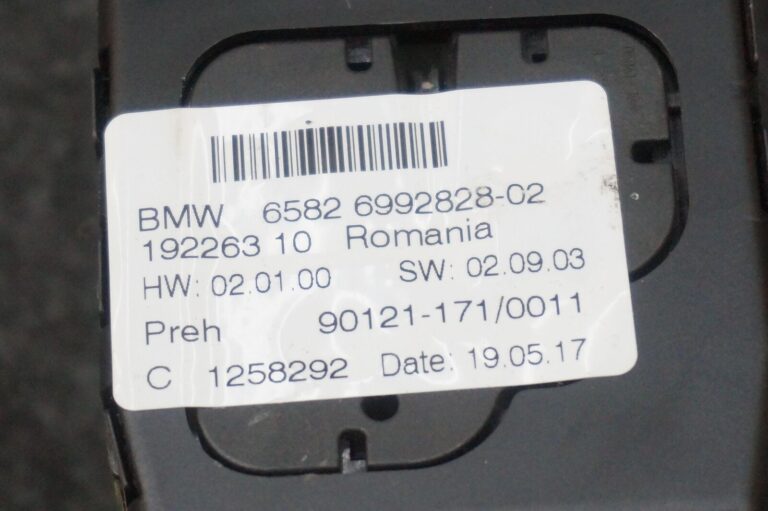 BMW 6582 6992828-02
192263 10 Romania
HW: 02.01.00 SW: 02.09.03
Preh 90121-171/0011
C 1258292 Date: 19.05.17